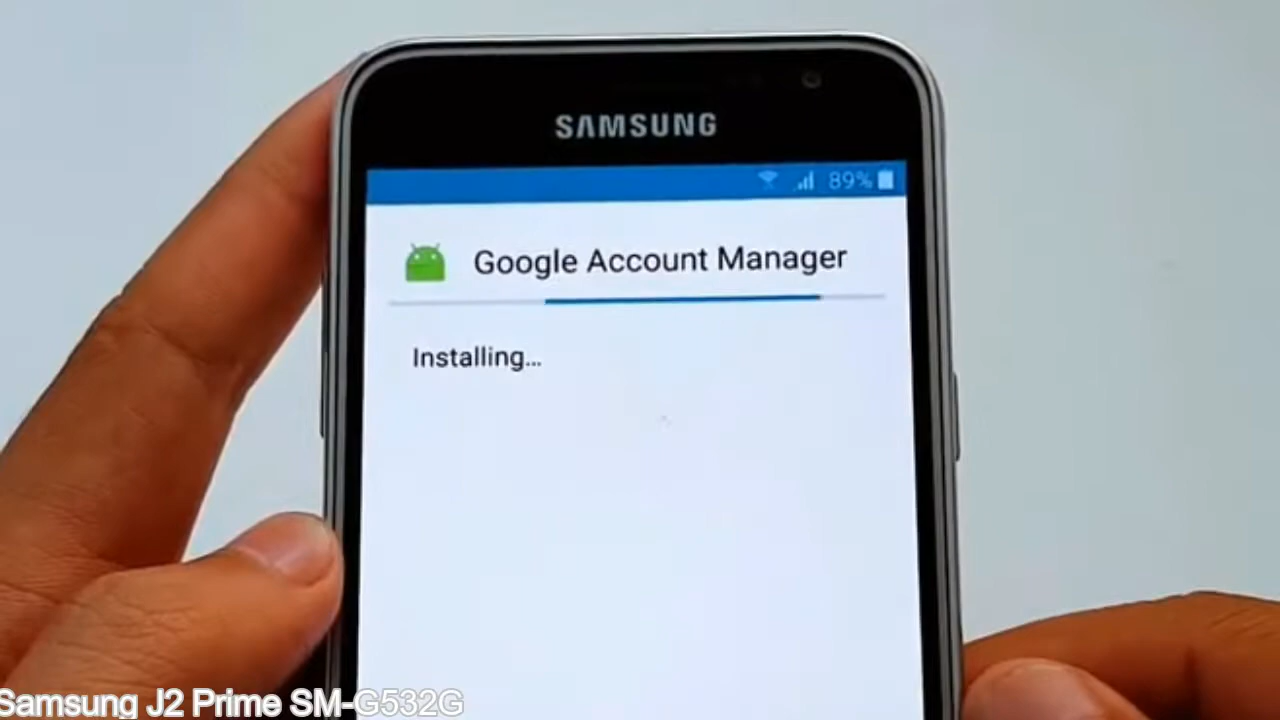 SAMSUNG
89%
Google Account Manager
Installing...
Samsung J2 Prime SM-G532G